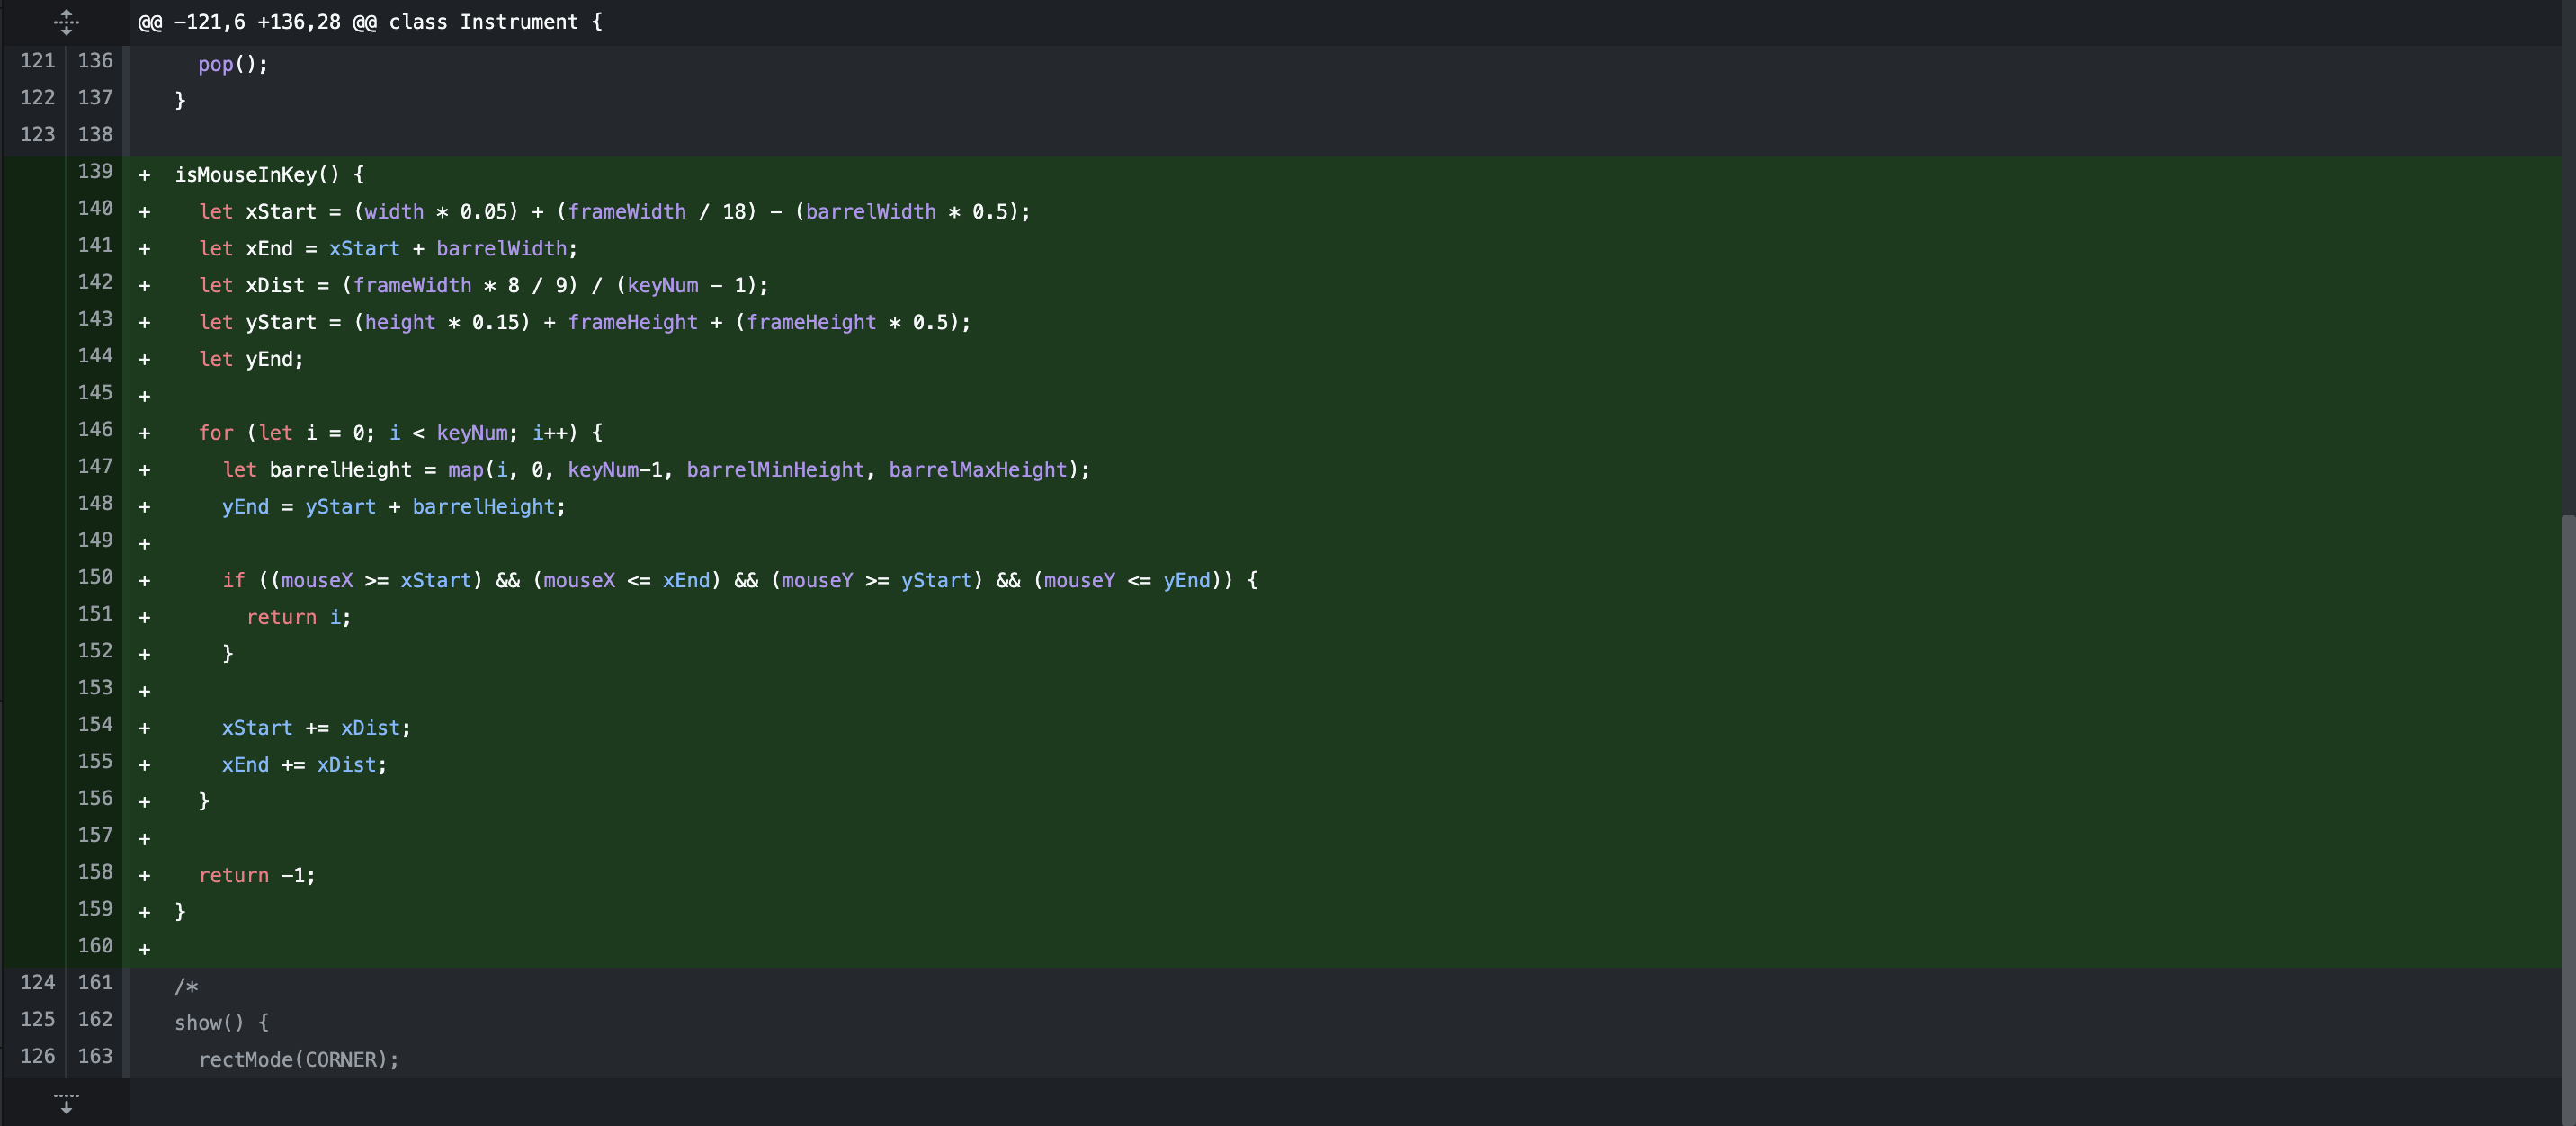 @@ -121,6 +136,28 @@ class Instrument {
121 136     pop();
122 137   }
123 138
139 +  isMouseInKey() {
140 +    let xStart = (width * 0.05) + (frameWidth / 18) - (barrelWidth * 0.5);
141 +    let xEnd = xStart + barrelWidth;
142 +    let xDist = (frameWidth * 8 / 9) / (keyNum - 1);
143 +    let yStart = (height * 0.15) + frameHeight + (frameHeight * 0.5);
144 +    let yEnd;
145 +
146 +    for (let i = 0; i < keyNum; i++) {
147 +      let barrelHeight = map(i, 0, keyNum-1, barrelMinHeight, barrelMaxHeight);
148 +      yEnd = yStart + barrelHeight;
149 +
150 +      if ((mouseX >= xStart) && (mouseX <= xEnd) && (mouseY >= yStart) && (mouseY <= yEnd)) {
151 +        return i;
152 +      }
153 +
154 +      xStart += xDist;
155 +      xEnd += xDist;
156 +    }
157 +
158 +    return -1;
159 +  }
160 +
124 161   /*
125 162   show() {
126 163     rectMode(CORNER);